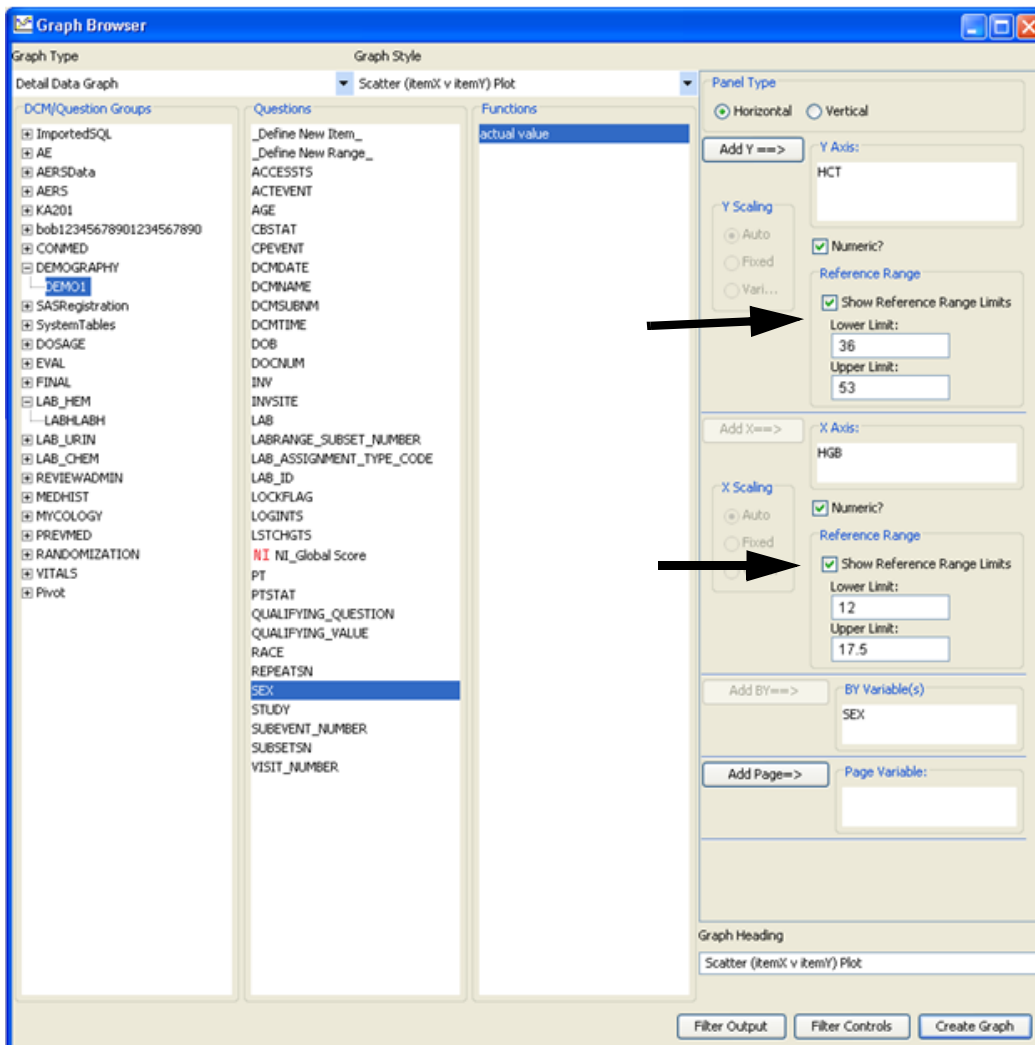 Graph Browser
Graph Type
Graph Style
Detail Data Graph
Scatter (itemX v itemY) Plot
DCM/Question Groups
ImportedSQL
AE
AERSData
AERS
KA201
bob12345678901234567890
CONMED
DEMOGRAPHY
DEMO1
SASRegistration
SystemTables
DOSAGE
EVAL
FINAL
LAB_HEM
LABHLABH
LAB_URIN
LAB_CHEM
REVIEWADMIN
MEDHIST
MYCOLOGY
PREVMED
RANDOMIZATION
VITALS
Pivot
Questions
_Define New Item_
_Define New Range_
ACCESSTS
ACTEVENT
AGE
CBSTAT
CPEVENT
DCMDATE
DCMNAME
DCMSUBNM
DCMTIME
DOB
DOCNUM
INV
INVSITE
LAB
LABRANGE_SUBSET_NUMBER
LAB_ASSIGNMENT_TYPE_CODE
LAB_ID
LOCKFLAG
LOGINTS
LSTCHGTS
NI NI_Global Score
PT
PTSTAT
QUALIFYING_QUESTION
QUALIFYING_VALUE
RACE
REPEATSN
SEX
STUDY
SUBEVENT_NUMBER
SUBSETSN
VISIT_NUMBER
Functions
actual value
Panel Type
Horizontal Vertical
Add Y ==>
Y Axis:
HCT
Y Scaling
Auto
Fixed
Vari...
Numeric?
Reference Range
Show Reference Range Limits
Lower Limit:
36
Upper Limit:
53
Add X==>
X Axis:
HGB
X Scaling
Auto
Fixed
Numeric?
Reference Range
Show Reference Range Limits
Lower Limit:
12
Upper Limit:
17.5
Add BY==>
BY Variable(s)
SEX
Add Page=>
Page Variable:
Graph Heading
Scatter (itemX v itemY) Plot
Filter Output
Filter Controls
Create Graph